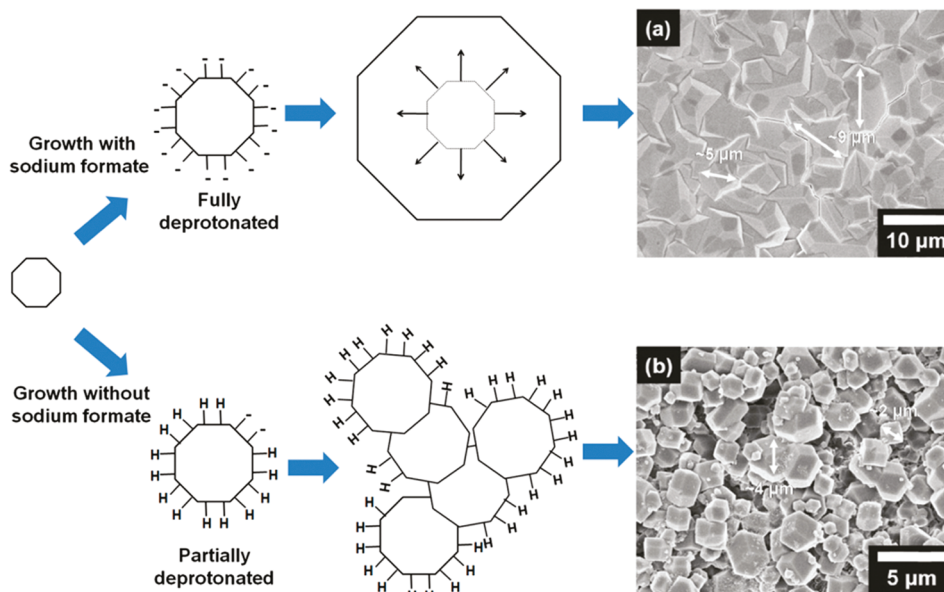 (a)
Growth with
sodium formate
Fully
deprotonated
~5 µm
~9 µm
10 µm
Growth without
sodium formate
Partially
deprotonated
H H - -
H H H H H H H H H H
H H H H H H H H H H H H H H H H H H H H H H H H H H H H H H
(b)
~2 µm
~4 µm
5 µm